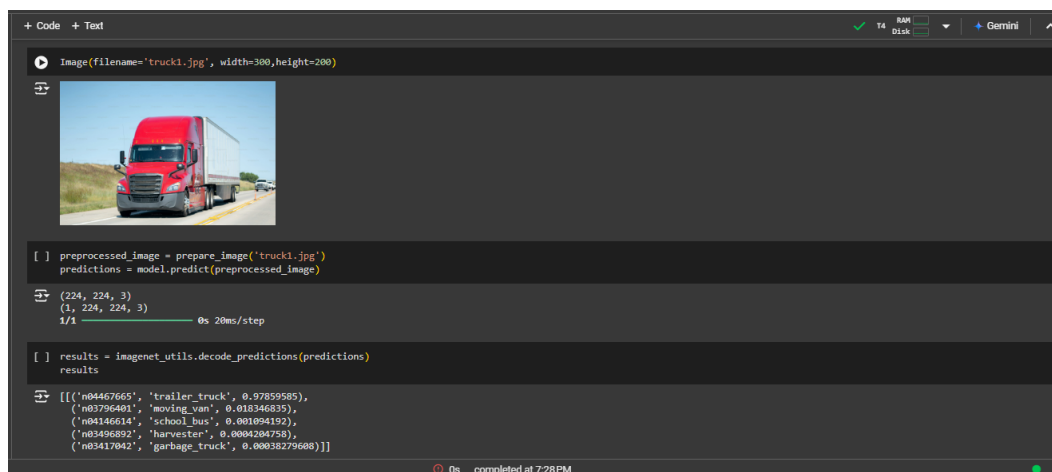 + Code + Text
T4 RAM Disk Gemini
Image(filename='truck1.jpg', width=300,height=200)
[ ] preprocessed_image = prepare_image('truck1.jpg')
predictions = model.predict(preprocessed_image)
(224, 224, 3)
(1, 224, 224, 3)
1/1 0s 20ms/step
[ ] results = imagenet_utils.decode_predictions(predictions)
results
[[('n04467665', 'trailer_truck', 0.97859585),
('n03796401', 'moving_van', 0.018346835),
('n04146614', 'school_bus', 0.001094192),
('n03496892', 'harvester', 0.0004204758),
('n03417042', 'garbage_truck', 0.00038279608)]]
0s completed at 7:28 PM